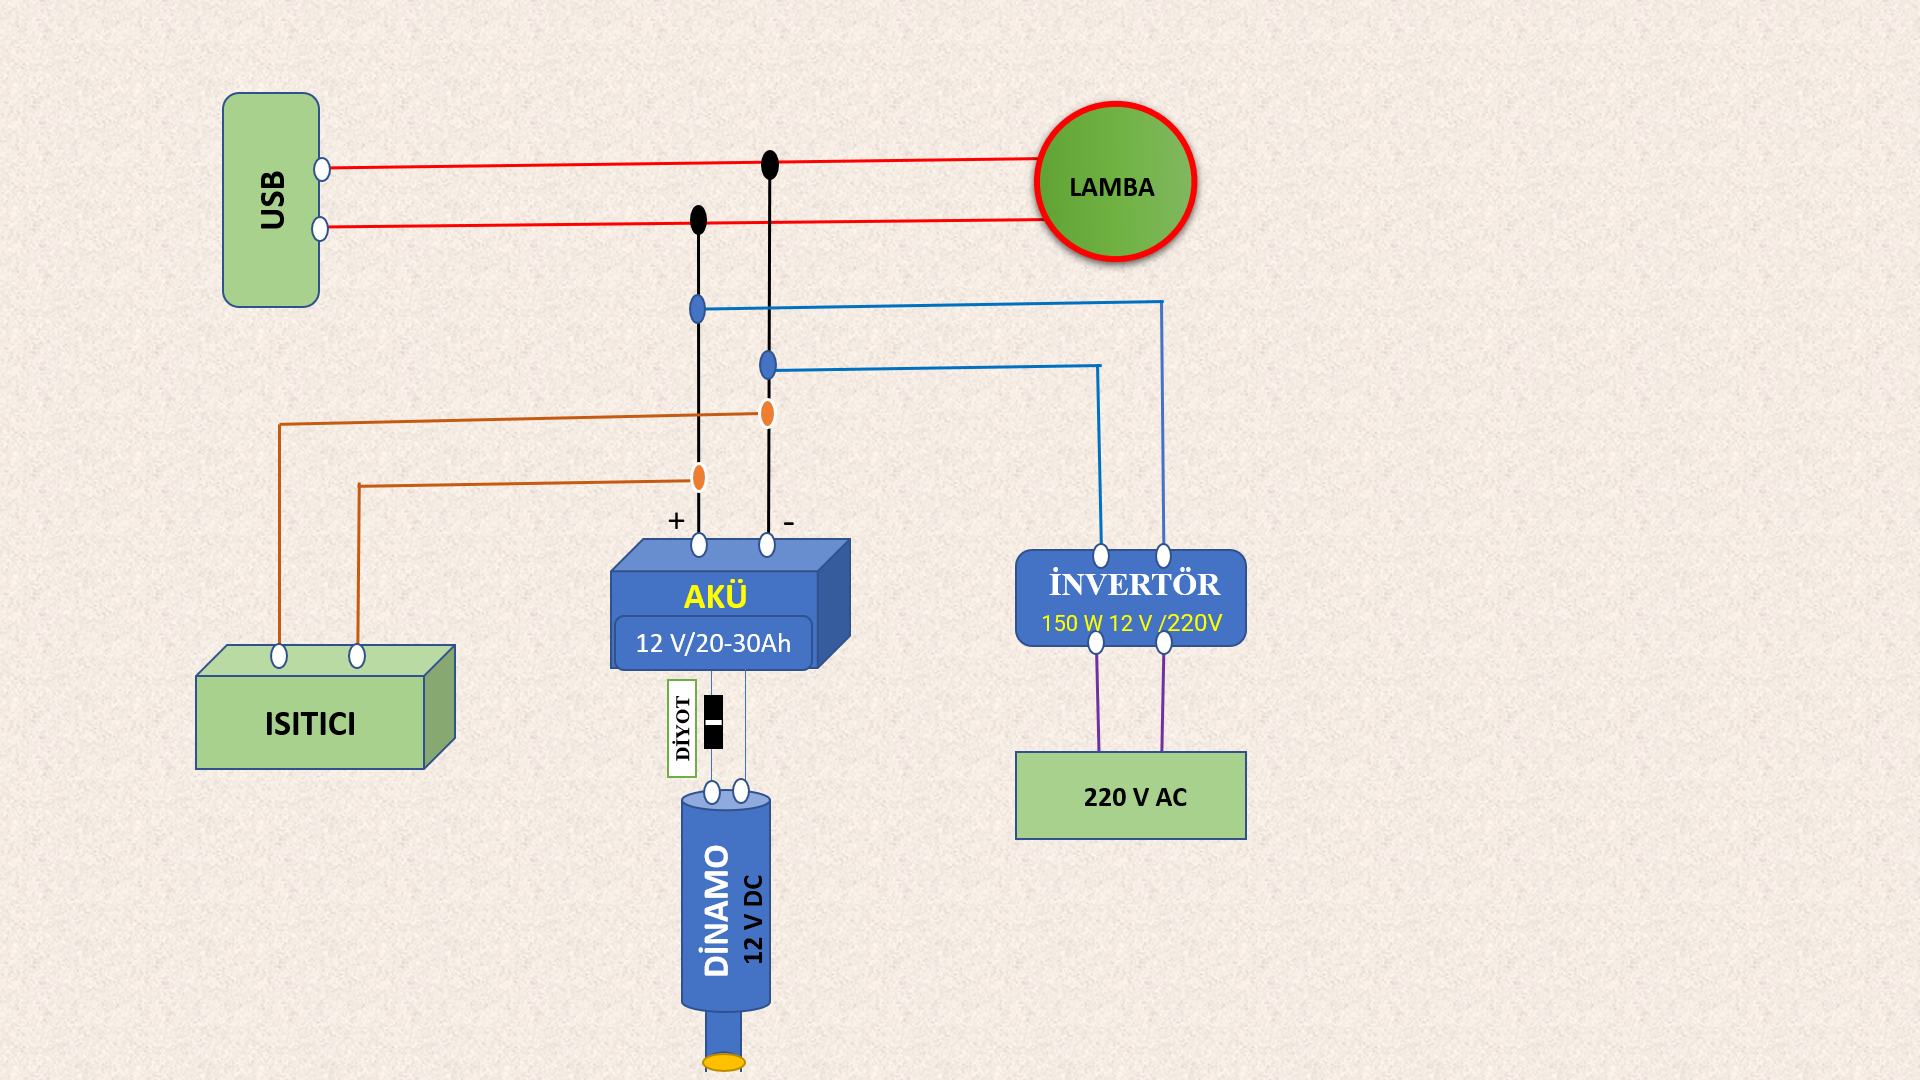 USB
LAMBA
+ -
AKÜ
12 V/20-30Ah
İNVERTÖR
150 W 12 V /220V
ISITICI
DİYOT
220 V AC
DİNAMO
12 V DC